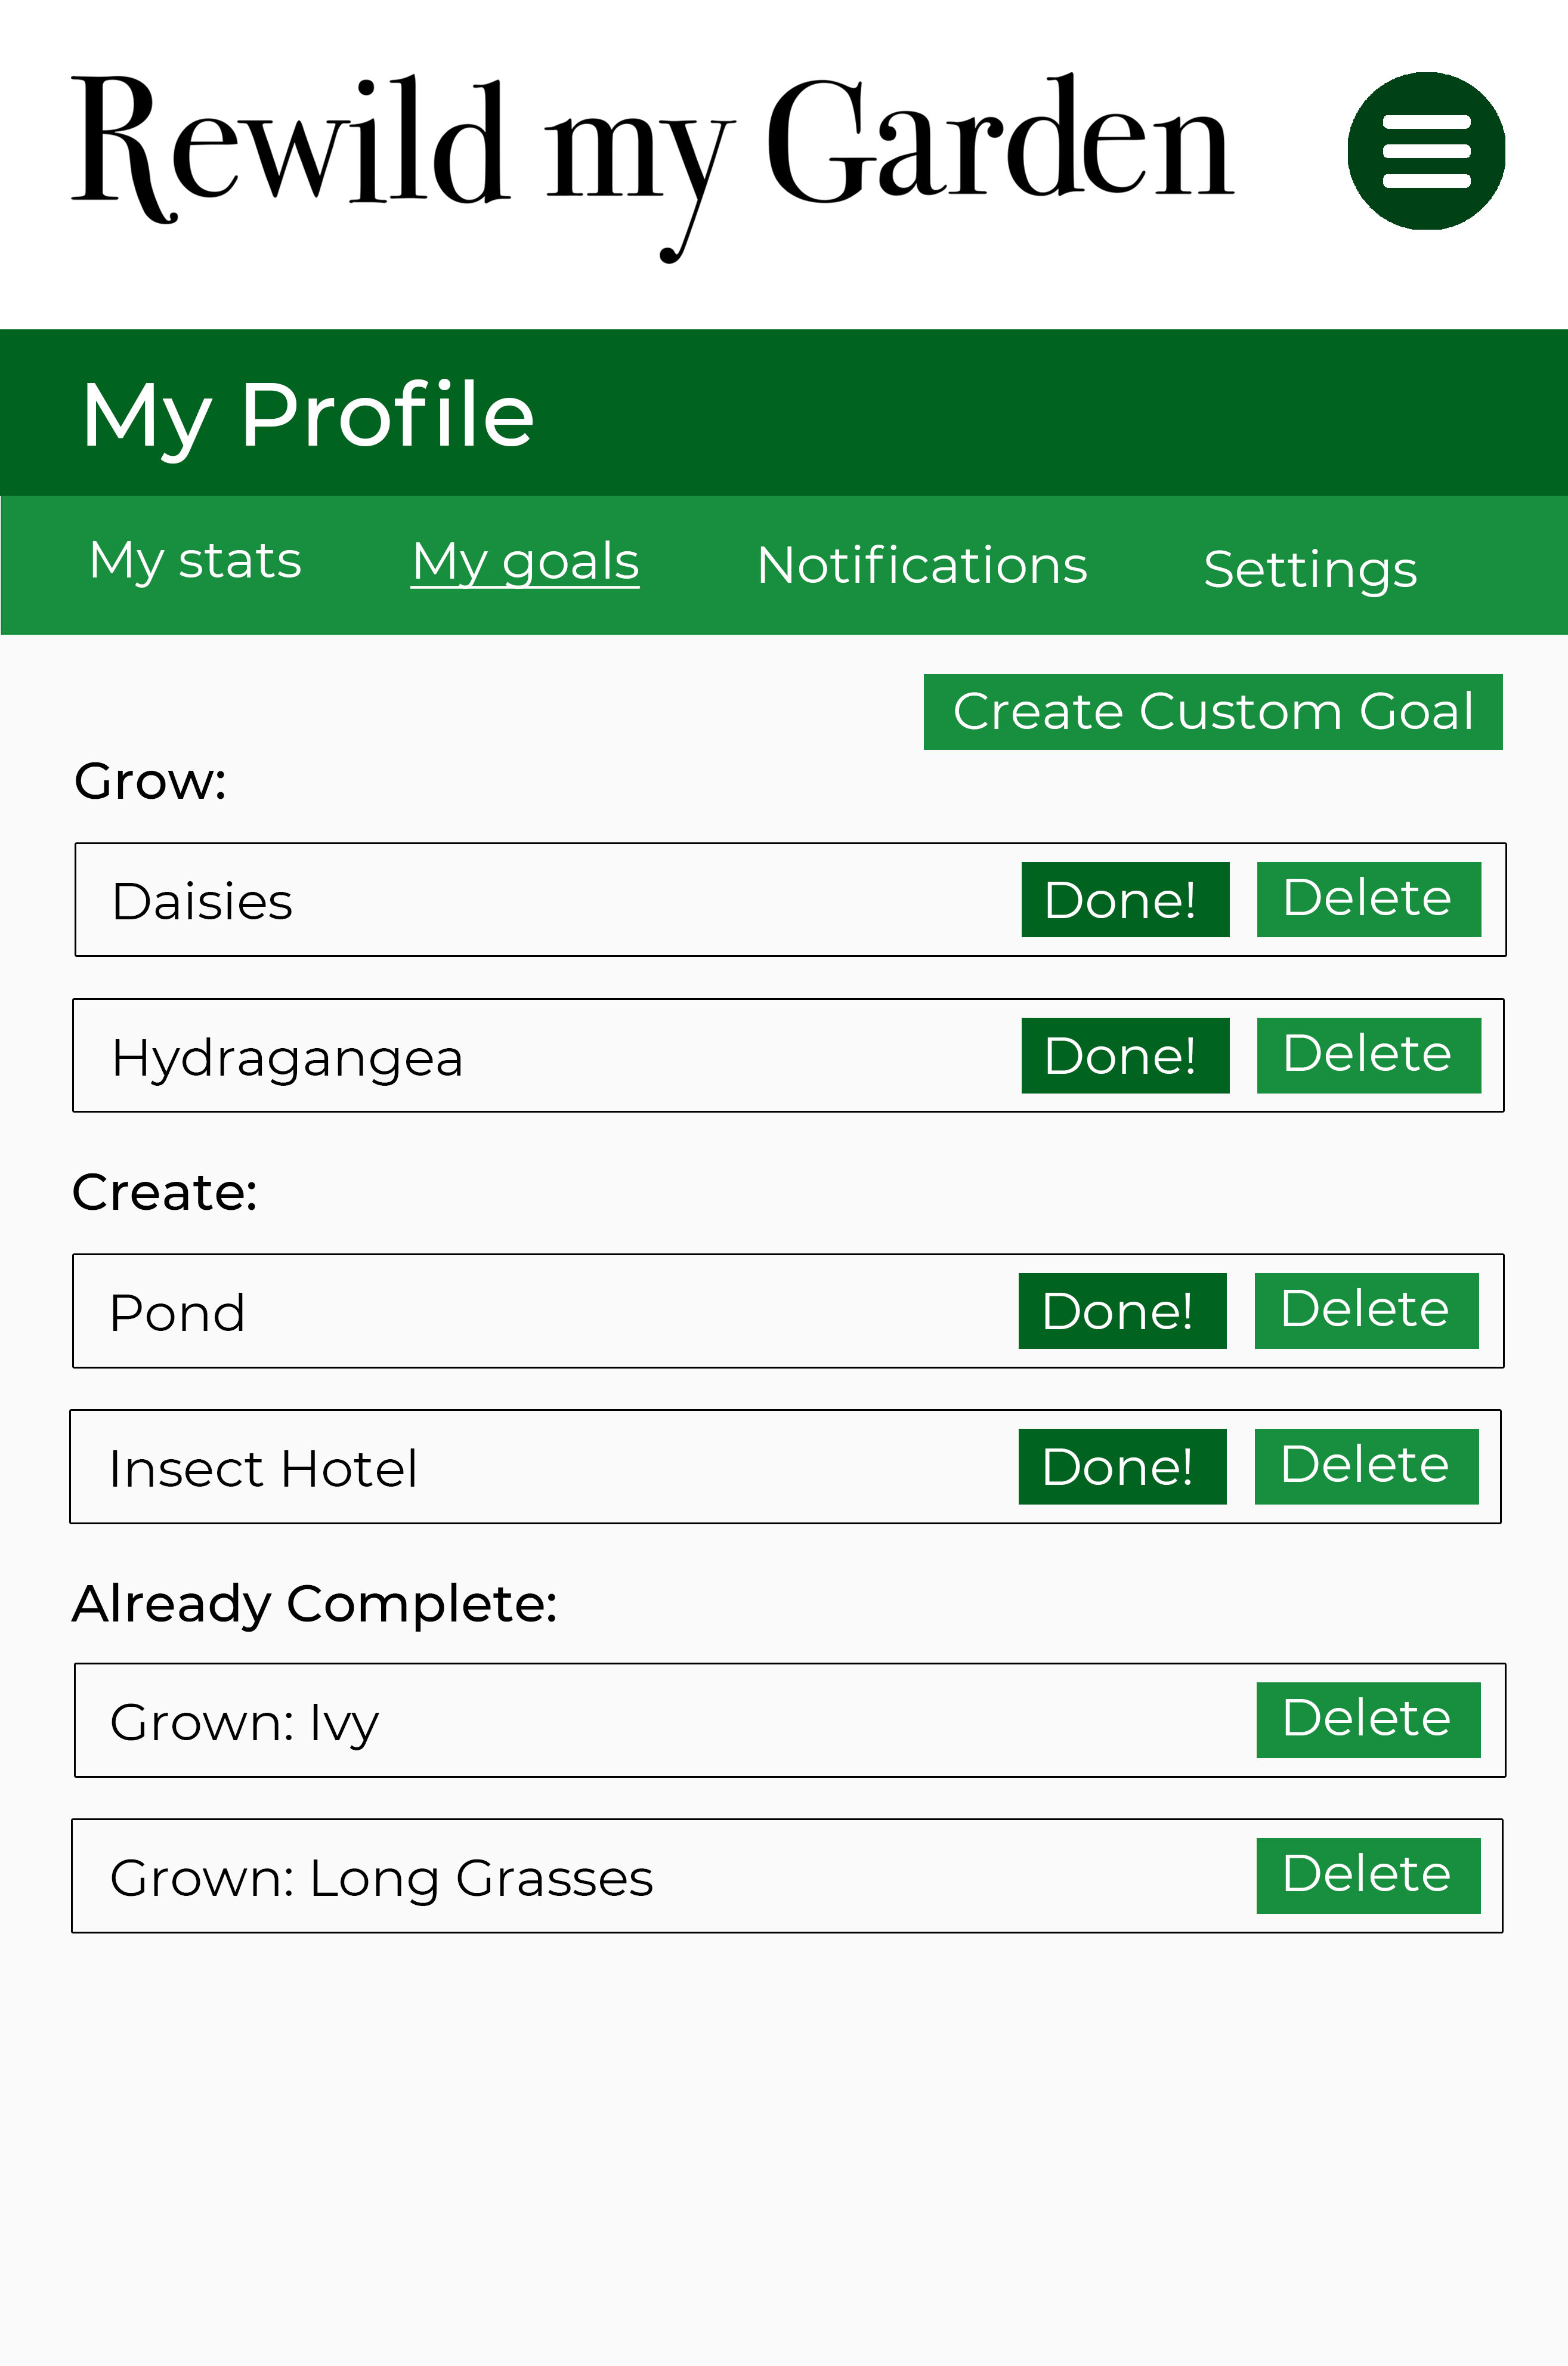 Rewild my Garden
My Profile
My stats My goals Notifications Settings
Create Custom Goal
Grow:
Daisies Done! Delete
Hydragangea Done! Delete
Create:
Pond Done! Delete
Insect Hotel Done! Delete
Already Complete:
Grown: Ivy Delete
Grown: Long Grasses Delete